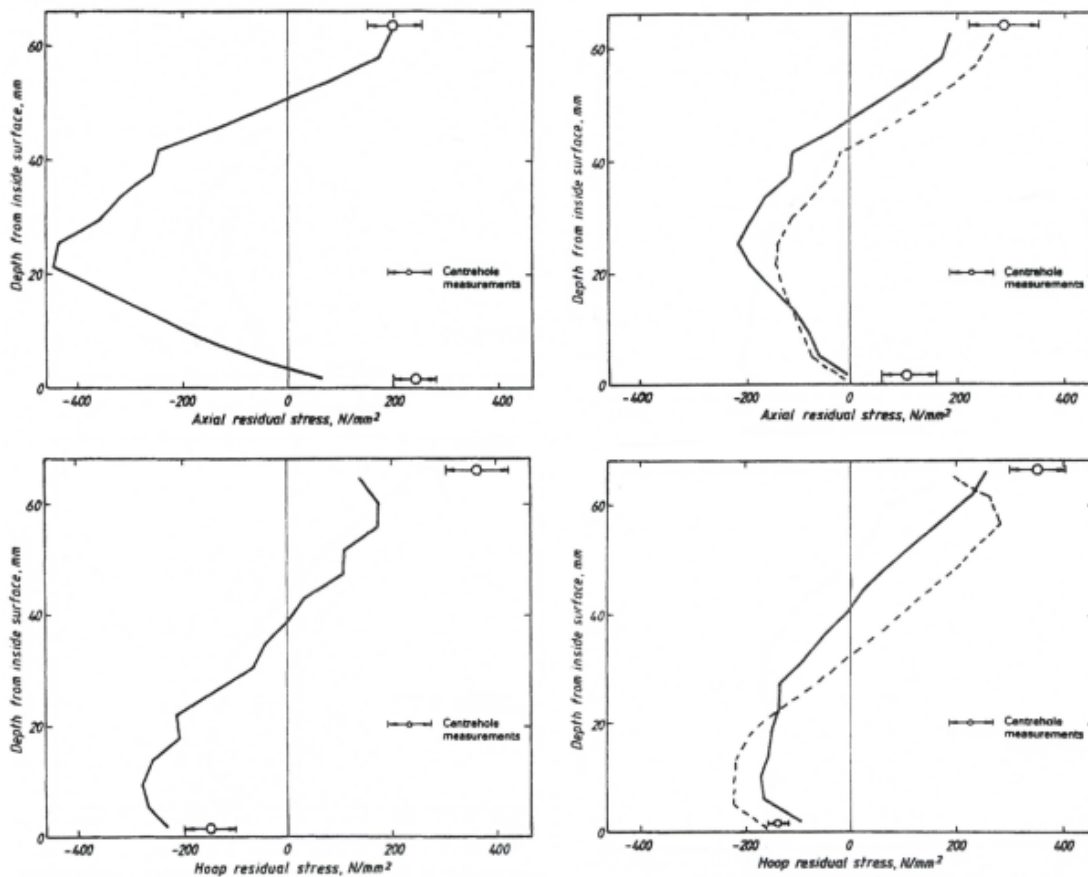 60
40
20
0
Depth from inside surface, mm
-400
-200
0
200
400
Axial residual stress, N/mm²
Centrehole
measurements
60
40
20
0
Depth from inside surface, mm
-400
-200
0
200
400
Axial residual stress, N/mm²
Centrehole
measurements
60
40
20
0
Depth from inside surface, mm
-400
-200
0
200
400
Hoop residual stress, N/mm²
Centrehole
measurements
60
40
20
0
Depth from inside surface, mm
-400
-200
0
200
400
Hoop residual stress, N/mm²
Centrehole
measurements